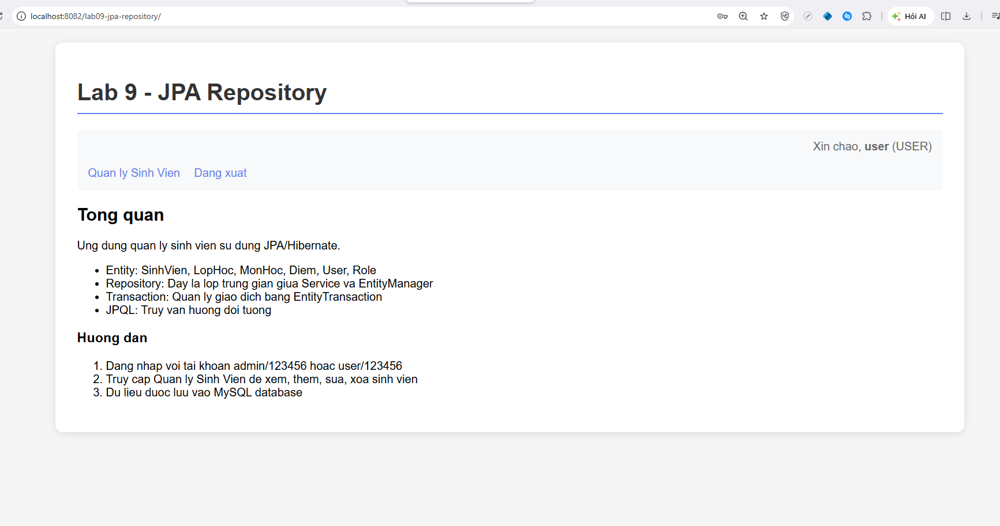 localhost:8082/lab09-jpa-repository/
Hỏi AI
Lab 9 - JPA Repository
Xin chao, user (USER)
Quan ly Sinh Vien Dang xuat
Tong quan
Ung dung quan ly sinh vien su dung JPA/Hibernate.
• Entity: SinhVien, LopHoc, MonHoc, Diem, User, Role
• Repository: Day la lop trung gian giua Service va EntityManager
• Transaction: Quan ly giao dich bang EntityTransaction
• JPQL: Truy van huong doi tuong
Huong dan
1. Dang nhap voi tai khoan admin/123456 hoac user/123456
2. Truy cap Quan ly Sinh Vien de xem, them, sua, xoa sinh vien
3. Du lieu duoc luu vao MySQL database